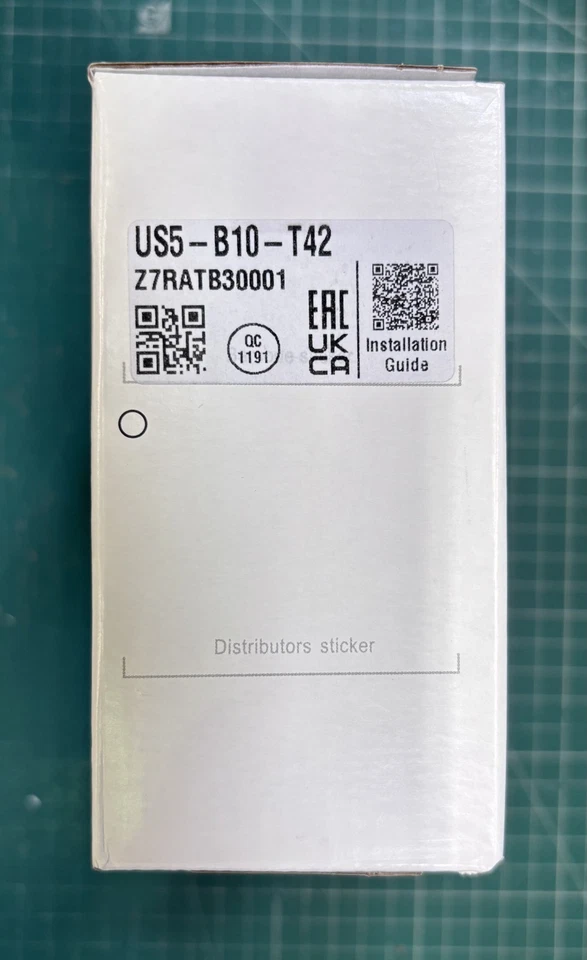 US5-B10-T42
Z7RATB30001
QC
1191
EAC
UK
CA
Installation
Guide
Distributors sticker